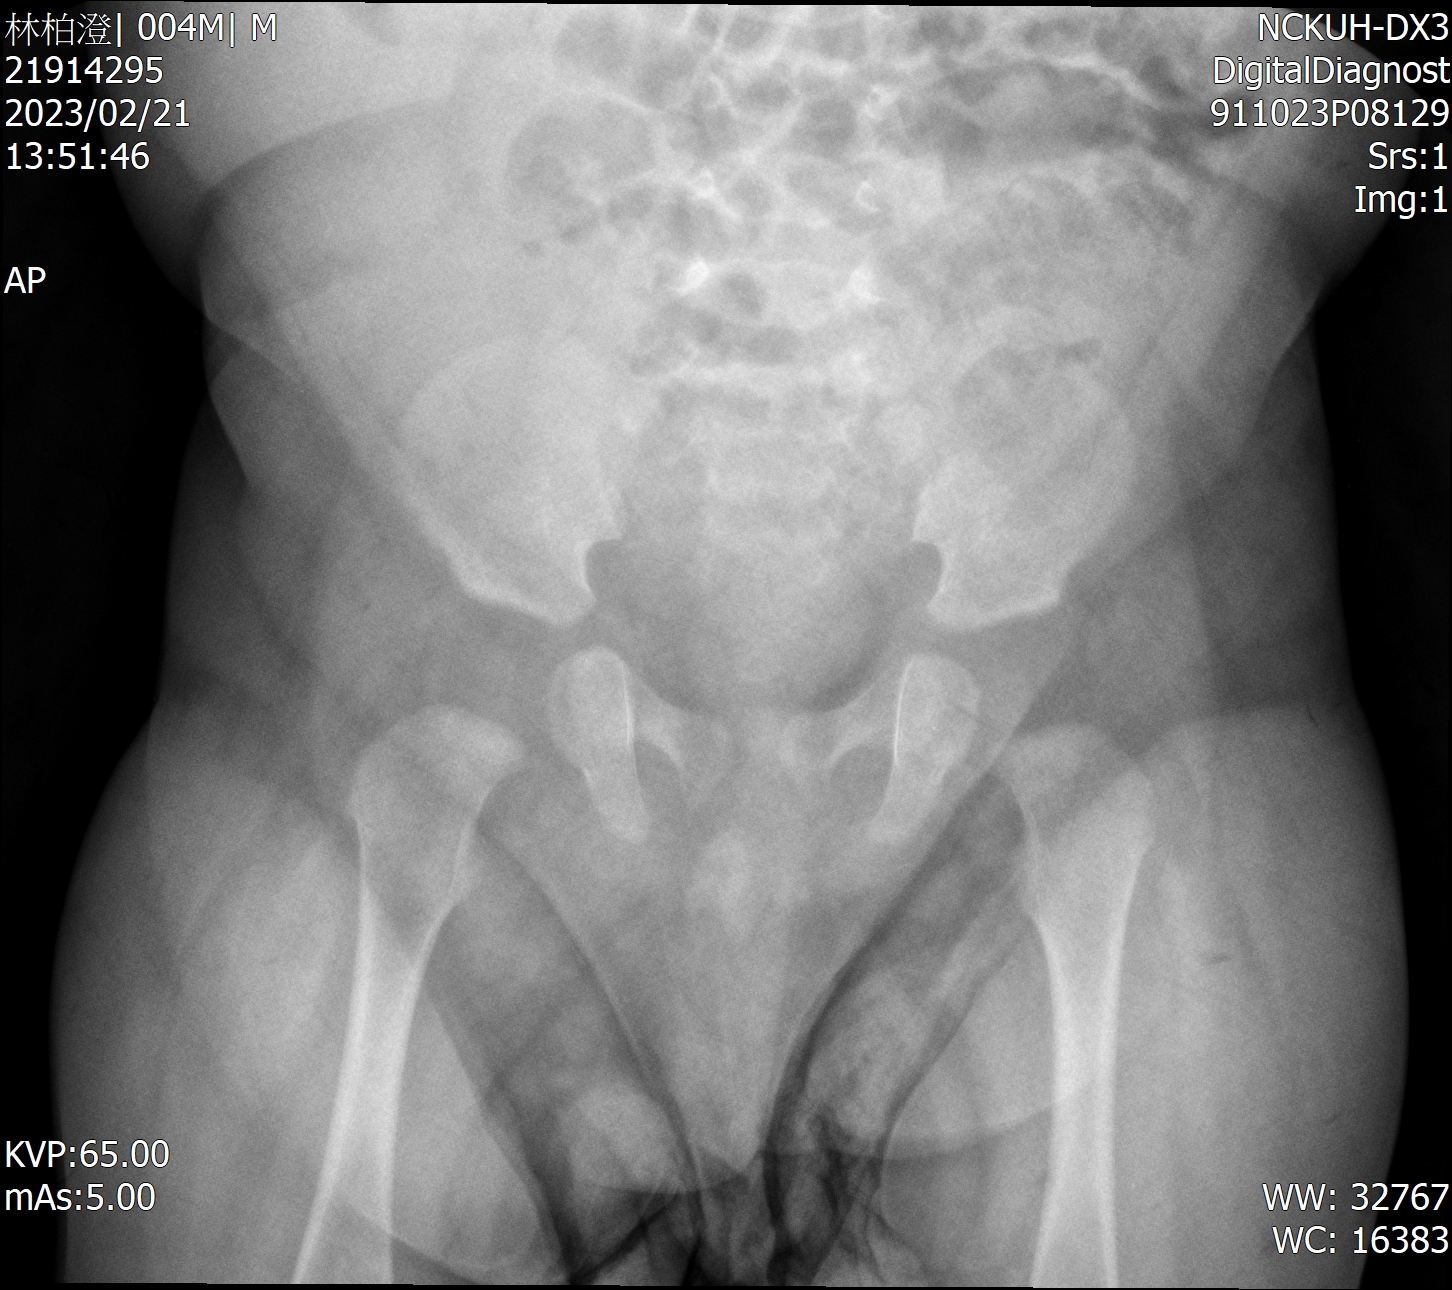 林柏澄| 004M| M
21914295
2023/02/21
13:51:46
AP
NCKUH-DX3
DigitalDiagnost
911023P08129
Srs:1
Img:1
KVP:65.00
mAs:5.00
WW: 32767
WC: 16383